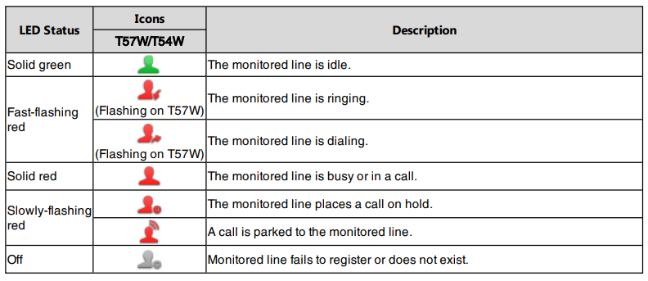 LED Status
Icons
T57W/T54W
Description
Solid green
The monitored line is idle.
Fast-flashing
red
(Flashing on T57W)
The monitored line is ringing.
(Flashing on T57W)
The monitored line is dialing.
Solid red
The monitored line is busy or in a call.
Slowly-flashing
red
The monitored line places a call on hold.
A call is parked to the monitored line.
Off
Monitored line fails to register or does not exist.